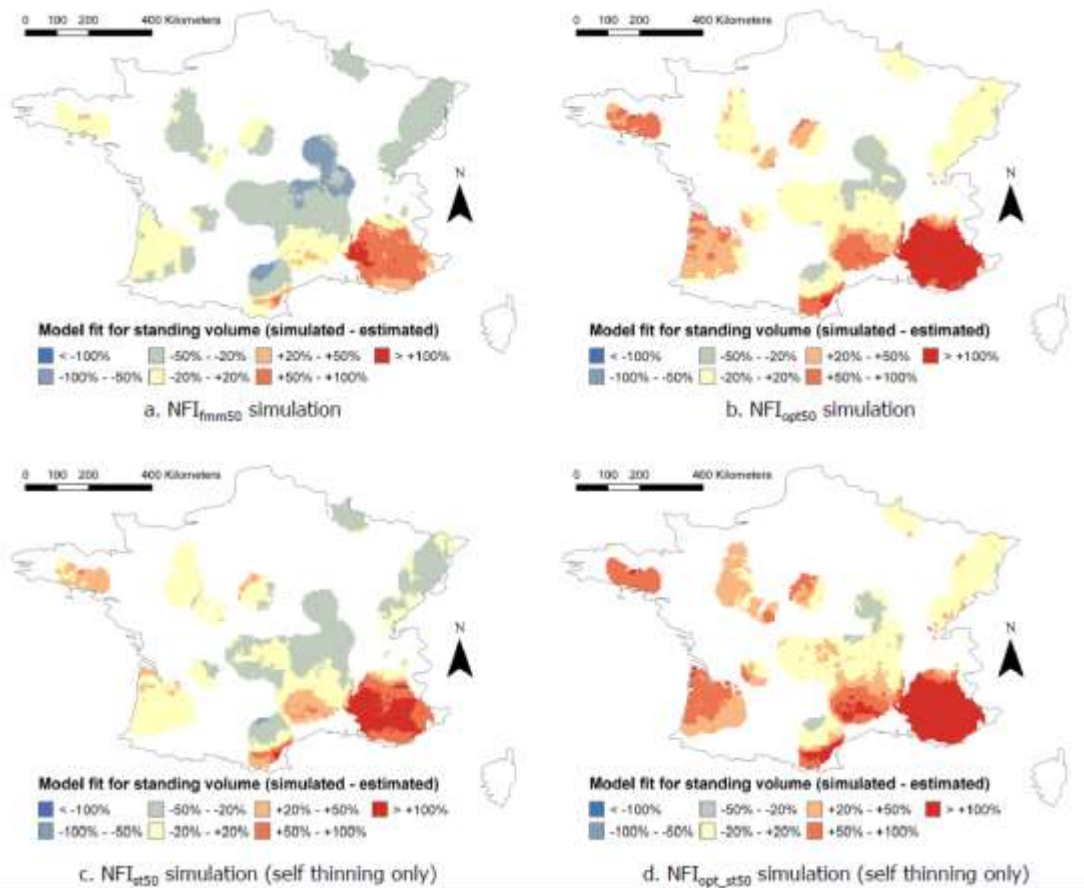 0 100 200 400 Kilometers
N
Model fit for standing volume (simulated - estimated)
< -100% -50% - -20% +20% - +50% > +100%
-100% - -50% -20% - +20% +50% - +100%
a. NFIfmm50 simulation
0 100 200 400 Kilometers
N
Model fit for standing volume (simulated - estimated)
< -100% -50% - -20% +20% - +50% > +100%
-100% - -50% -20% - +20% +50% - +100%
b. NFIopt50 simulation
0 100 200 400 Kilometers
N
Model fit for standing volume (simulated - estimated)
< -100% -50% - -20% +20% - +50% > +100%
-100% - -50% -20% - +20% +50% - +100%
c. NFIst50 simulation (self thinning only)
0 100 200 400 Kilometers
N
Model fit for standing volume (simulated - estimated)
< -100% -50% - -20% +20% - +50% > +100%
-100% - -50% -20% - +20% +50% - +100%
d. NFIopt_st50 simulation (self thinning only)